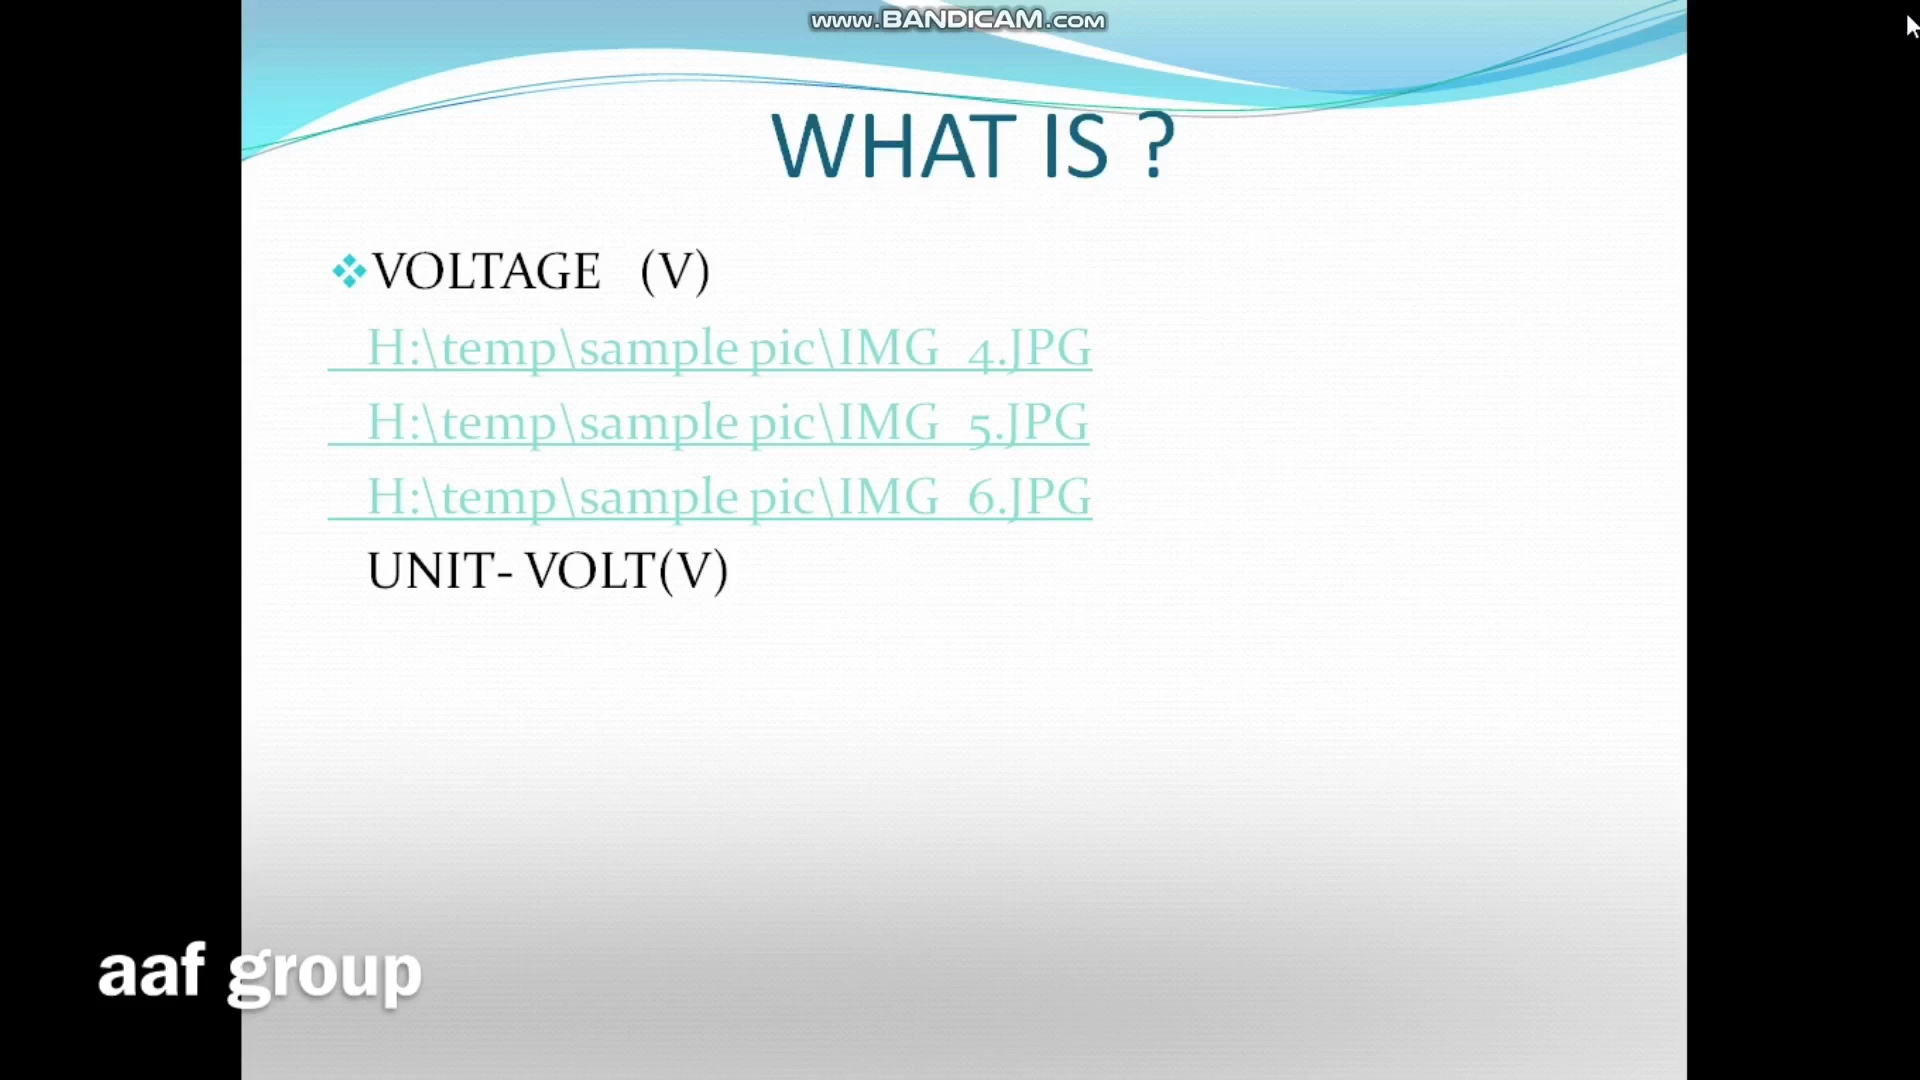 www.BANDICAM.com
WHAT IS ?
VOLTAGE (V)
H:\temp\sample pic\IMG_4.JPG
H:\temp\sample pic\IMG_5.JPG
H:\temp\sample pic\IMG_6.JPG
UNIT- VOLT(V)
aaf group